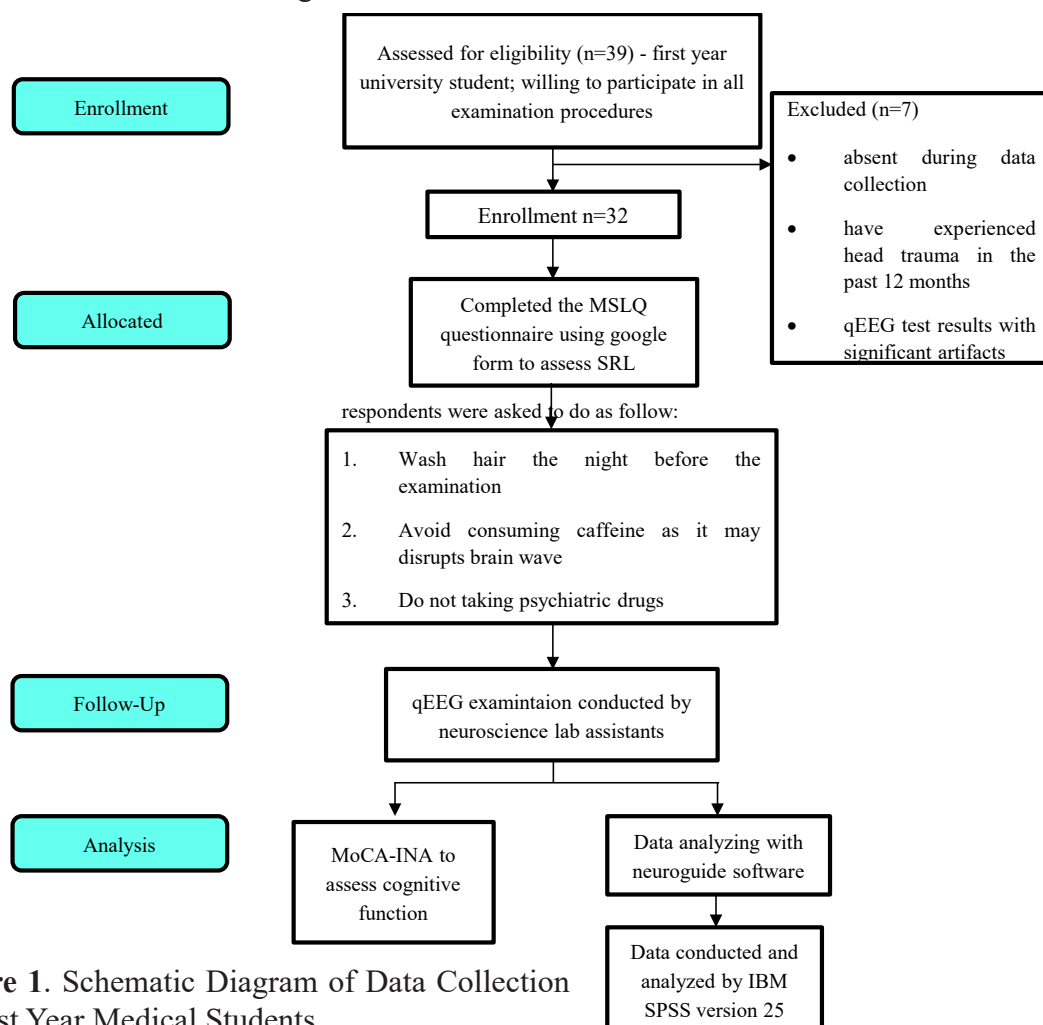 Assessed for eligibility (n=39) - first year
university student; willing to participate in all
examination procedures
Enrollment
Excluded (n=7)
• absent during data
collection
• have experienced
head trauma in the
past 12 months
• qEEG test results with
significant artifacts
Enrollment n=32
Allocated
Completed the MSLQ
questionnaire using google
form to assess SRL
respondents were asked to do as follow:
1. Wash hair the night before the
examination
2. Avoid consuming caffeine as it may
disrupts brain wave
3. Do not taking psychiatric drugs
Follow-Up
qEEG examintaion conducted by
neuroscience lab assistants
Analysis
MoCA-INA to
assess cognitive
function
Data analyzing with
neuroguide software
Data conducted and
analyzed by IBM
SPSS version 25
re 1. Schematic Diagram of Data Collection
st Year Medical Students